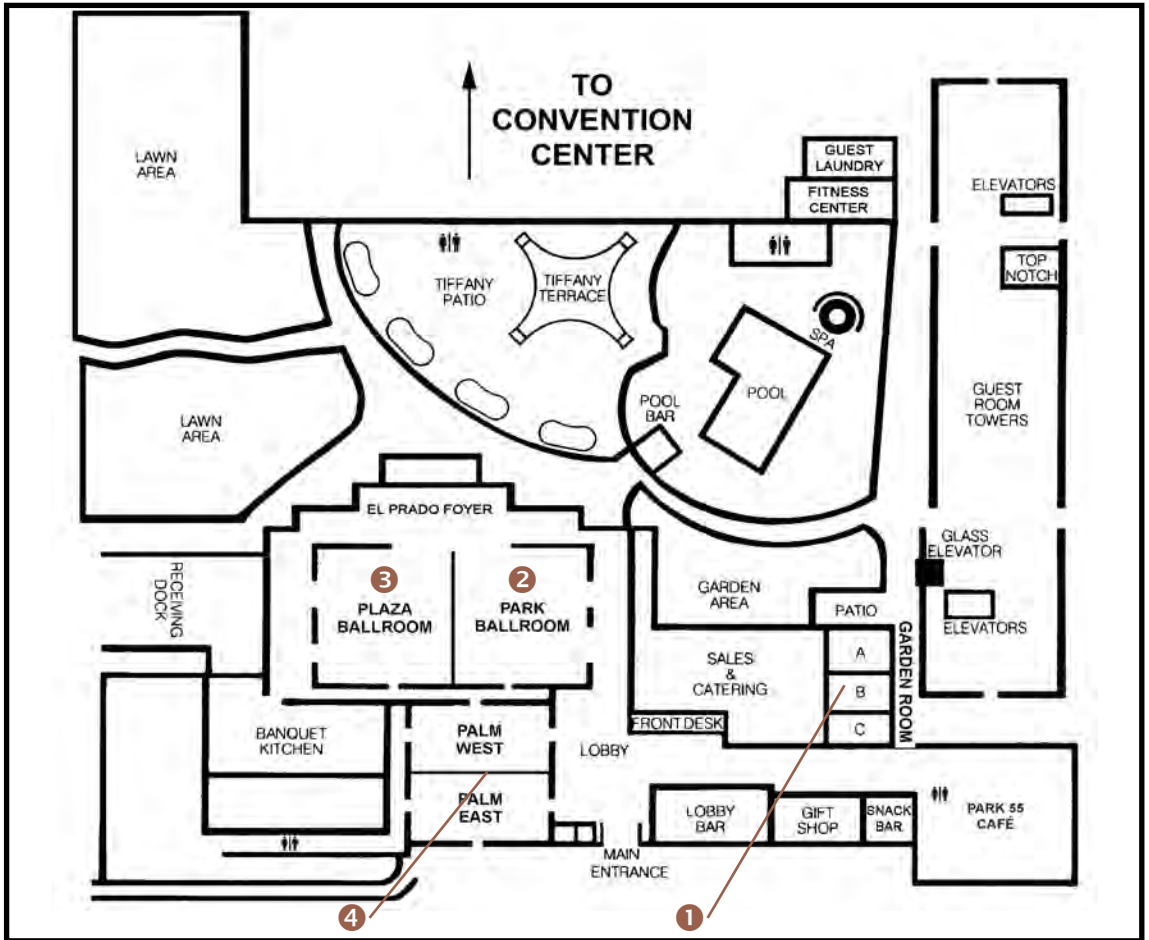 TO
CONVENTION
CENTER
LAWN
AREA
GUEST
LAUNDRY
FITNESS
CENTER
ELEVATORS
TOP
NOTCH
TIFFANY
PATIO
TIFFANY
TERRACE
SPA
POOL
POOL
BAR
GUEST
ROOM
TOWERS
LAWN
AREA
EL PRADO FOYER
GLASS
ELEVATOR
RECEIVING
DOCK
3
PLAZA
BALLROOM
2
PARK
BALLROOM
GARDEN
AREA
PATIO
ELEVATORS
GARDEN ROOM
A
B
C
SALES
&
CATERING
FRONT DESK
BANQUET
KITCHEN
PALM
WEST
LOBBY
PALM
EAST
LOBBY
BAR
GIFT
SHOP
SNACK
BAR
PARK 55
CAFÉ
MAIN
ENTRANCE
4
1